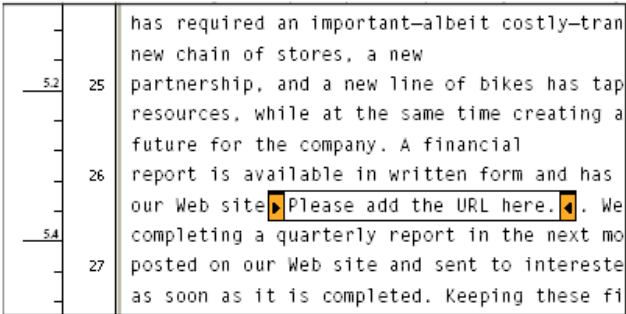 has required an important—albeit costly—tran
new chain of stores, a new
5.2 25 partnership, and a new line of bikes has tap
resources, while at the same time creating a
future for the company. A financial
26 report is available in written form and has
our Web site Please add the URL here. . We
5.4 completing a quarterly report in the next mo
27 posted on our Web site and sent to intereste
as soon as it is completed. Keeping these fi